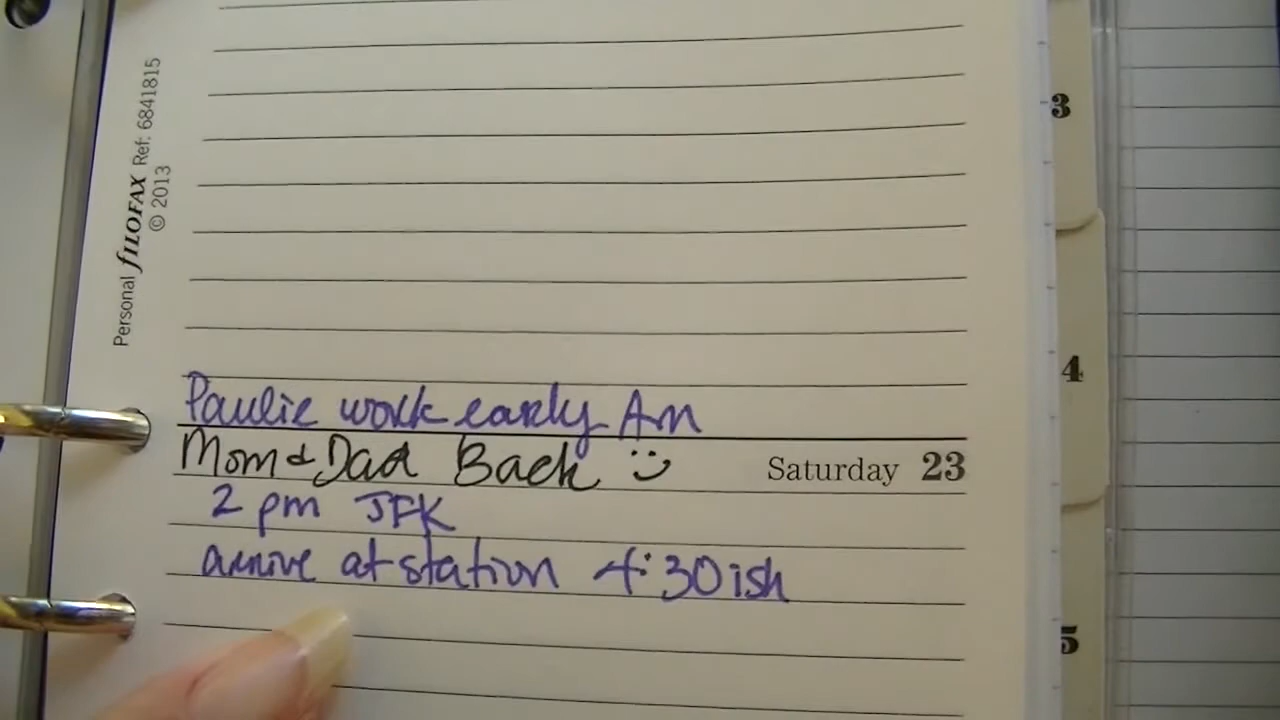 Personal filofax Ref: 6841815
© 2013
3
4
5
Paulie work early Am
Mom & Dad Back :)
Saturday 23
2 pm JFK
arrive at station 4:30ish